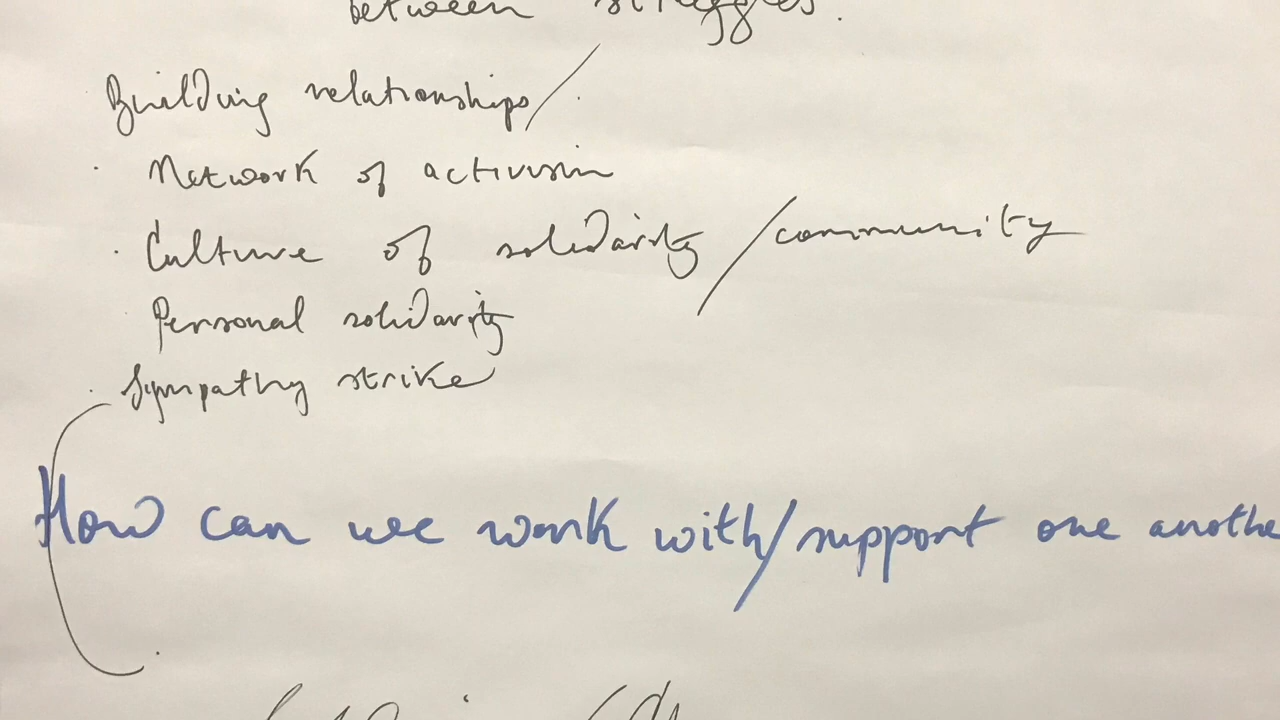 between struggles.
Building relationships/
· Network of activism
· Culture of solidarity/community
Personal solidarity
· Sympathy strike
How can we work with/support one anothe